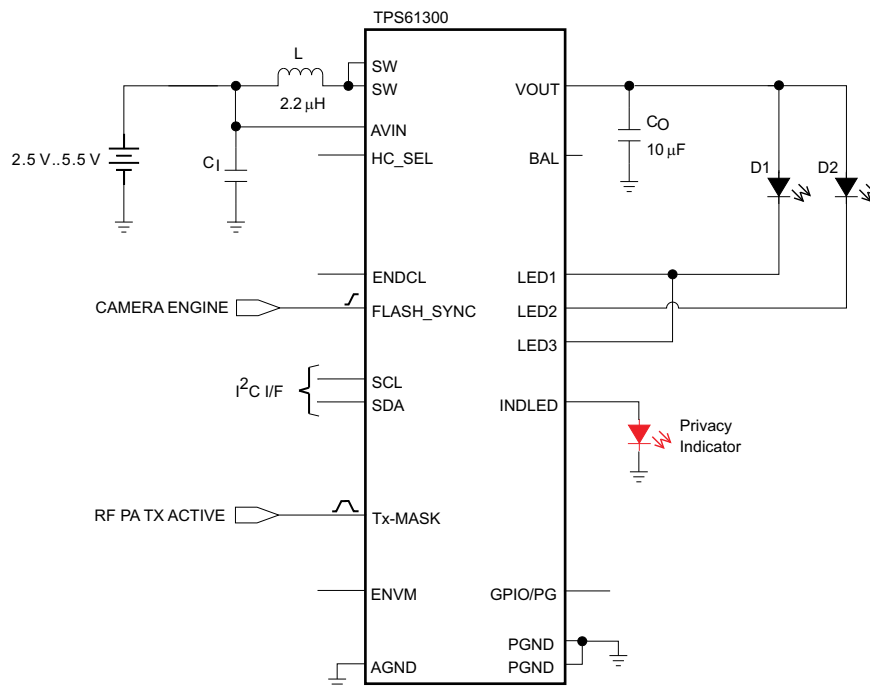 TPS61300
L
SW
SW
2.2 μH
VOUT
AVIN
2.5 V..5.5 V
C_I
HC_SEL
C_O
10 μF
BAL
D1
D2
ENDCL
LED1
CAMERA ENGINE
FLASH_SYNC
LED2
LED3
I²C I/F
SCL
SDA
INDLED
Privacy
Indicator
RF PA TX ACTIVE
Tx-MASK
ENVM
GPIO/PG
PGND
AGND
PGND